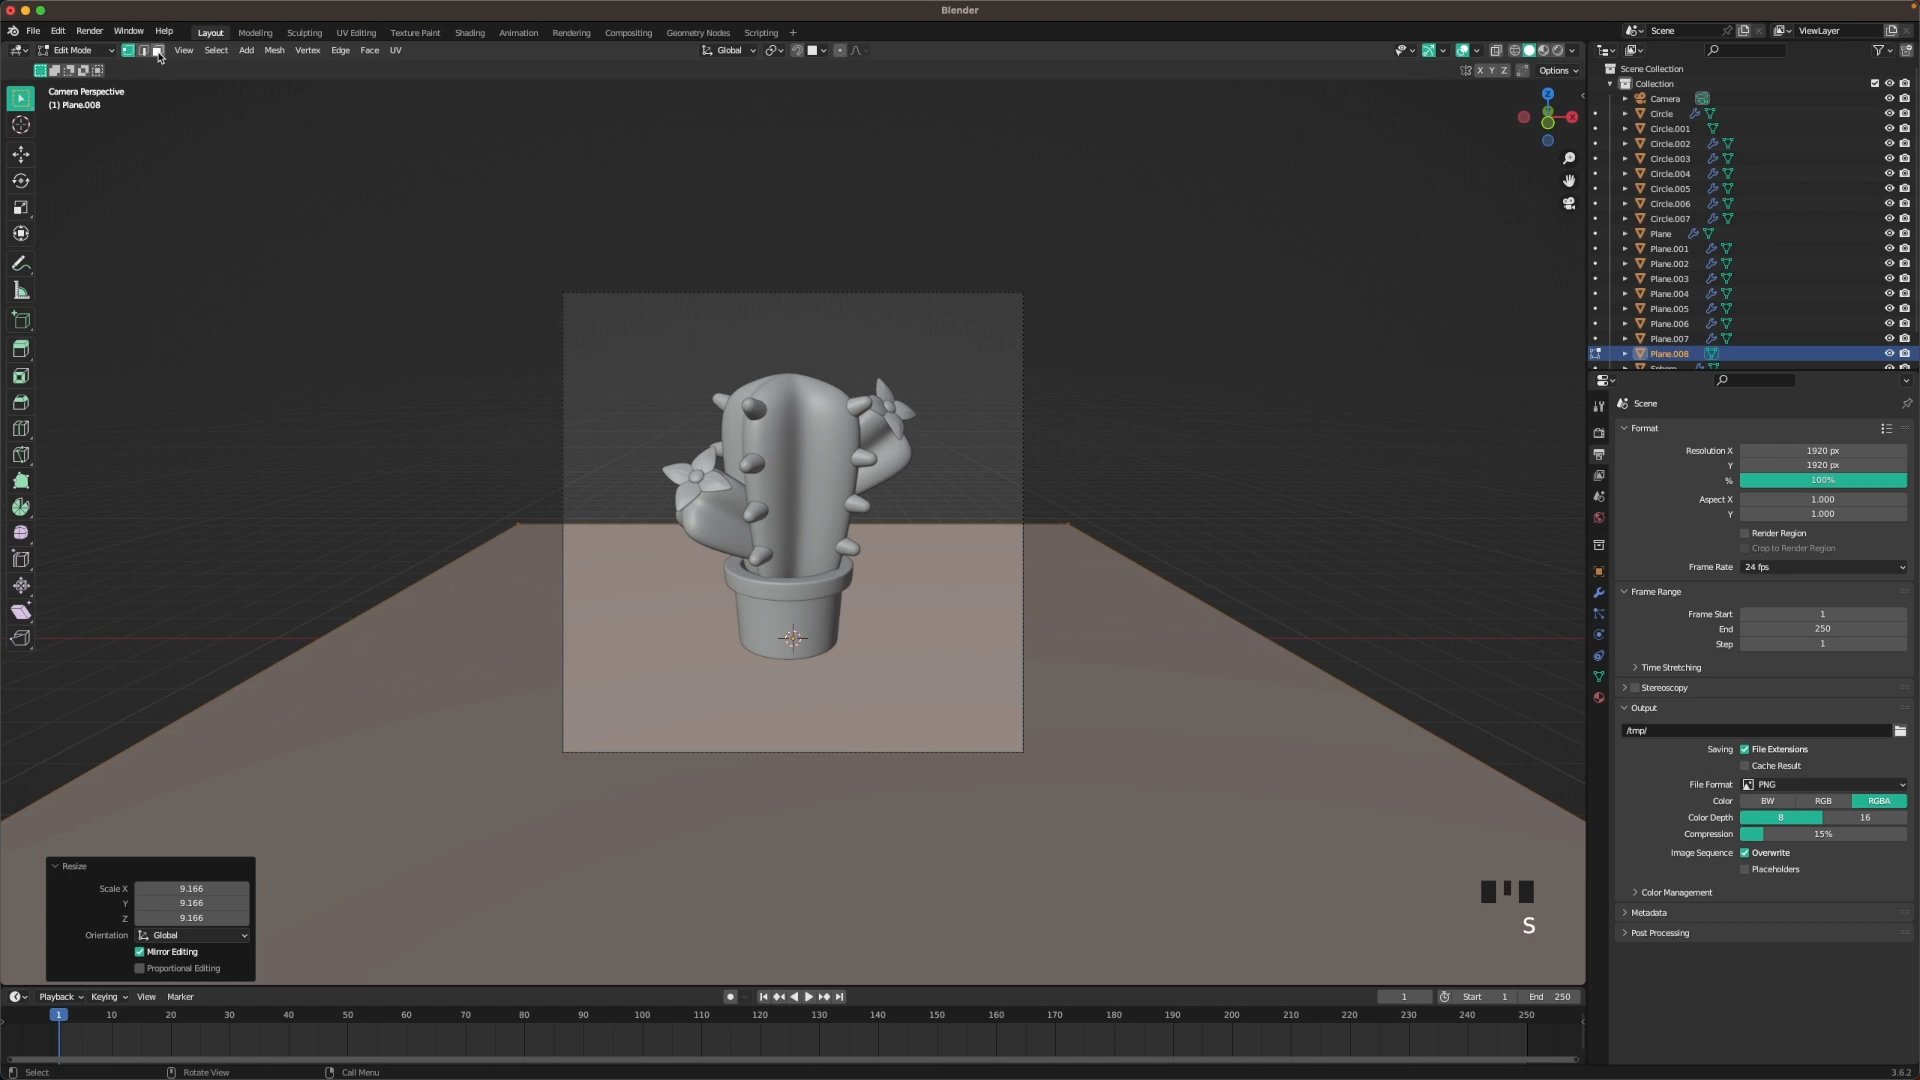 Blender
File Edit Render Window Help Layout Modeling Sculpting UV Editing Texture Paint Shading Animation Rendering Compositing Geometry Nodes Scripting + Scene ViewLayer
Edit Mode View Select Add Mesh Vertex Edge Face UV Global
X Y Z Options
Camera Perspective
(1) Plane.008
Z
X
Scene Collection
Collection
Camera
Circle
Circle.001
Circle.002
Circle.003
Circle.004
Circle.005
Circle.006
Circle.007
Plane
Plane.001
Plane.002
Plane.003
Plane.004
Plane.005
Plane.006
Plane.007
Plane.008
Scene
Format
Resolution X 1920 px
Y 1920 px
% 100%
Aspect X 1.000
Y 1.000
Render Region
Crop to Render Region
Frame Rate 24 fps
Frame Range
Frame Start 1
End 250
Step 1
Time Stretching
Stereoscopy
Output
/tmp/
Saving File Extensions
Cache Result
File Format PNG
Color BW RGB RGBA
Color Depth 8 16
Compression 15%
Image Sequence Overwrite
Placeholders
Color Management
Metadata
Post Processing
Resize
Scale X 9.166
Y 9.166
Z 9.166
Orientation Global
Mirror Editing
Proportional Editing
S
Playback Keying View Marker 1 Start 1 End 250
1 10 20 30 40 50 60 70 80 90 100 110 120 130 140 150 160 170 180 190 200 210 220 230 240 250
Select Rotate View Call Menu 3.6.2